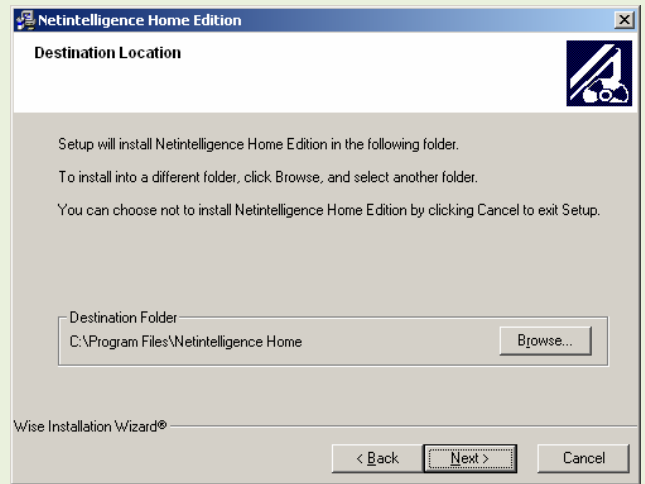 Netintelligence Home Edition
Destination Location
Setup will install Netintelligence Home Edition in the following folder.
To install into a different folder, click Browse, and select another folder.
You can choose not to install Netintelligence Home Edition by clicking Cancel to exit Setup.
Destination Folder
C:\Program Files\Netintelligence Home
Browse...
Wise Installation Wizard®
< Back
Next >
Cancel